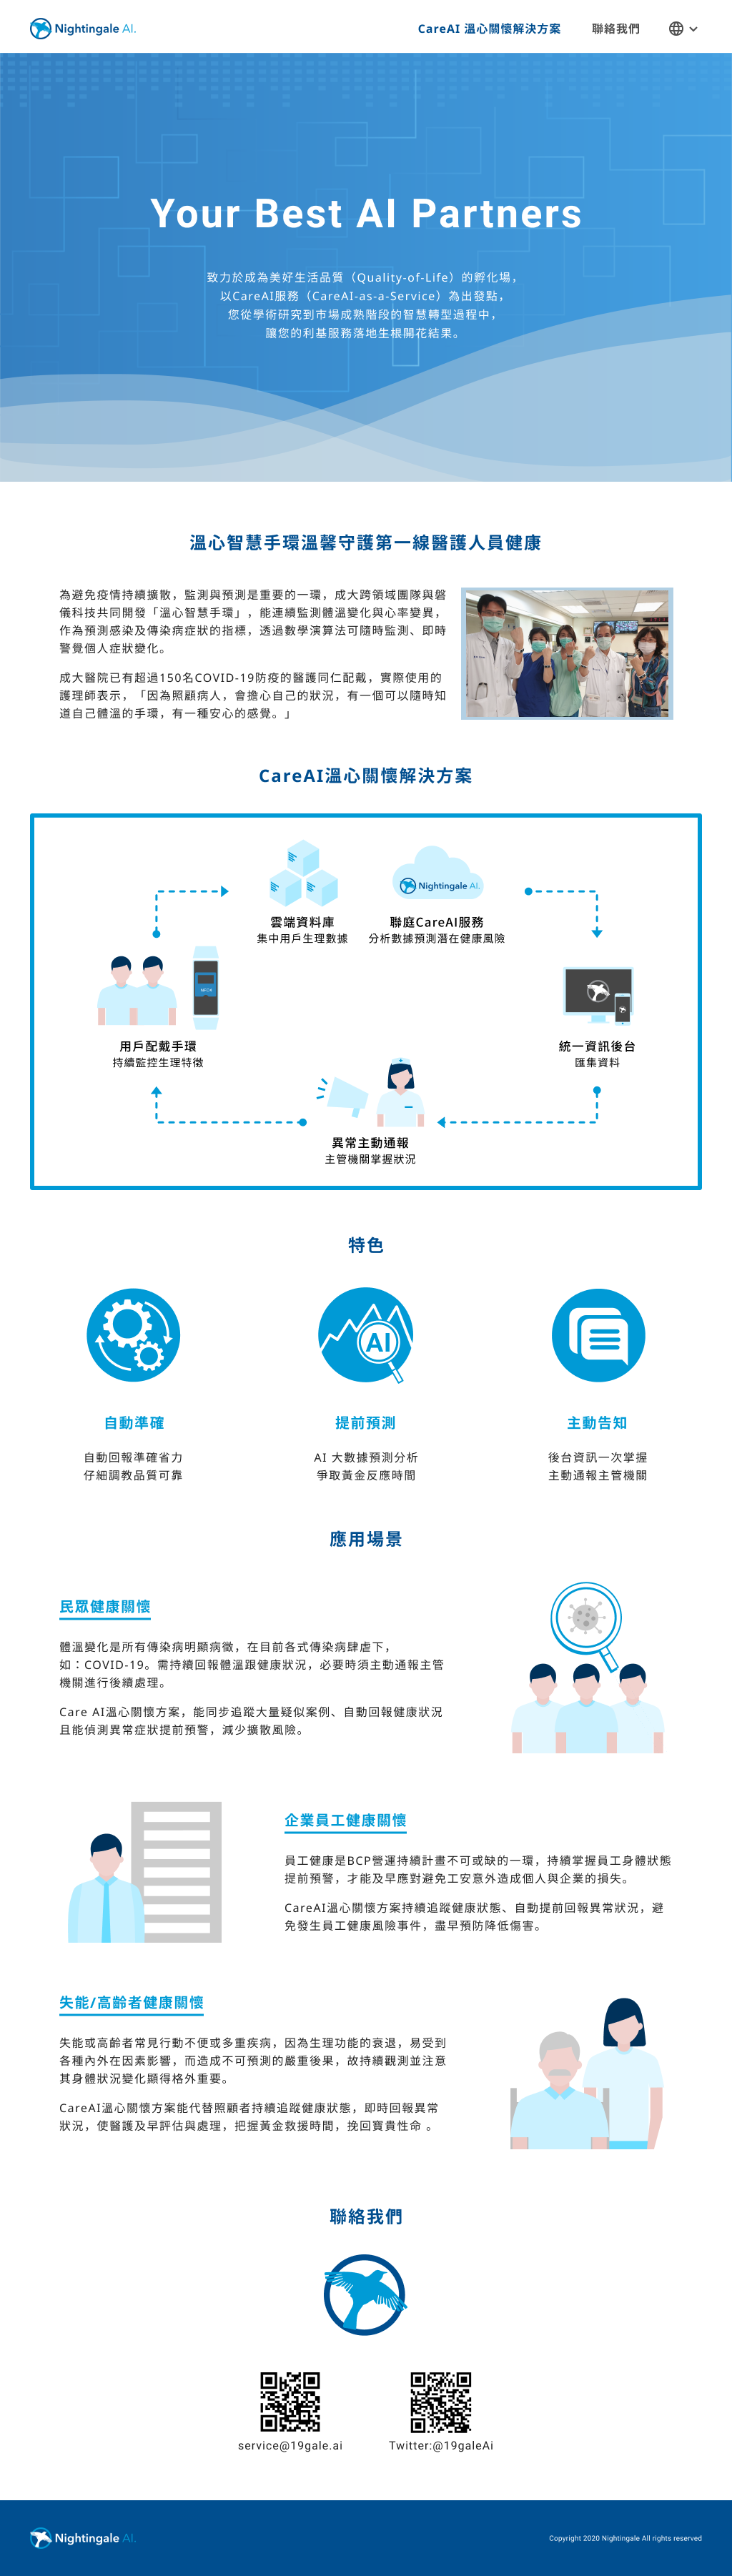 Nightingale AI.
CareAI 溫心關懷解決方案
聯絡我們
Your Best AI Partners
致力於成為美好生活品質（Quality-of-Life）的孵化場，
以CareAI服務（CareAI-as-a-Service）為出發點，
您從學術研究到市場成熟階段的智慧轉型過程中，
讓您的利基服務落地生根開花結果。
溫心智慧手環溫馨守護第一線醫護人員健康
為避免疫情持續擴散，監測與預測是重要的一環，成大跨領域團隊與磐
儀科技共同開發「溫心智慧手環」，能連續監測體溫變化與心率變異，
作為預測感染及傳染病症狀的指標，透過數學演算法可隨時監測、即時
警覺個人症狀變化。
成大醫院已有超過150名COVID-19防疫的醫護同仁配戴，實際使用的
護理師表示，「因為照顧病人，會擔心自己的狀況，有一個可以隨時知
道自己體溫的手環，有一種安心的感覺。」
CareAI溫心關懷解決方案
Nightingale AI.
雲端資料庫
集中用戶生理數據
聯庭CareAI服務
分析數據預測潛在健康風險
用戶配戴手環
持續監控生理特徵
統一資訊後台
匯集資料
異常主動通報
主管機關掌握狀況
特色
AI
自動準確
自動回報準確省力
仔細調教品質可靠
提前預測
AI 大數據預測分析
爭取黃金反應時間
主動告知
後台資訊一次掌握
主動通報主管機關
應用場景
民眾健康關懷
體溫變化是所有傳染病明顯病徵，在目前各式傳染病肆虐下，
如：COVID-19。需持續回報體溫跟健康狀況，必要時須主動通報主管
機關進行後續處理。
Care AI溫心關懷方案，能同步追蹤大量疑似案例、自動回報健康狀況
且能偵測異常症狀提前預警，減少擴散風險。
企業員工健康關懷
員工健康是BCP營運持續計畫不可或缺的一環，持續掌握員工身體狀態
提前預警，才能及早應對避免工安意外造成個人與企業的損失。
CareAI溫心關懷方案持續追蹤健康狀態、自動提前回報異常狀況，避
免發生員工健康風險事件，盡早預防降低傷害。
失能/高齡者健康關懷
失能或高齡者常見行動不便或多重疾病，因為生理功能的衰退，易受到
各種內外在因素影響，而造成不可預測的嚴重後果，故持續觀測並注意
其身體狀況變化顯得格外重要。
CareAI溫心關懷方案能代替照顧者持續追蹤健康狀態，即時回報異常
狀況，使醫護及早評估與處理，把握黃金救援時間，挽回寶貴性命 。
聯絡我們
service@19gale.ai
Twitter:@19galeAi
Nightingale AI.
Copyright 2020 Nightingale All rights reserved